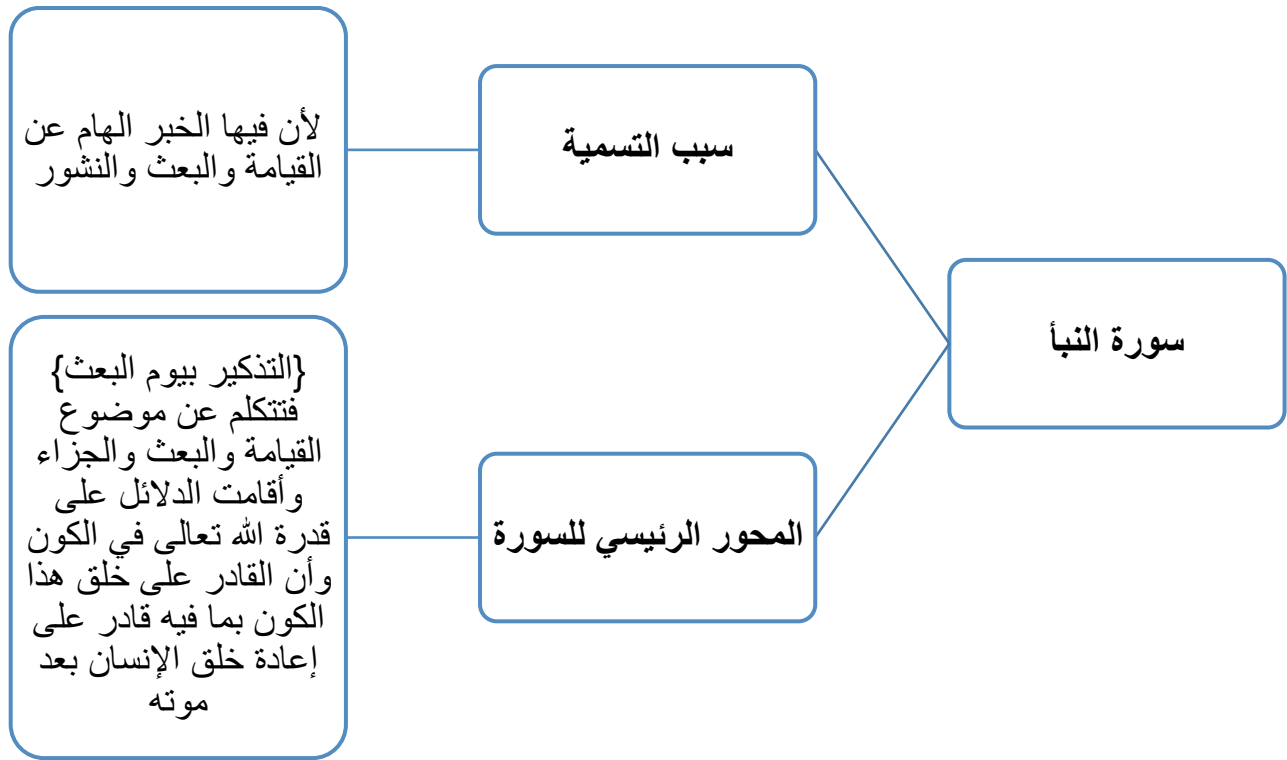 سورة النبأ
سبب التسمية
لأن فيها الخبر الهام عن
القيامة والبعث والنشور
المحور الرئيسي للسورة
{التذكير بيوم البعث}
فتتكلم عن موضوع
القيامة والبعث والجزاء
وأقامت الدلائل على
قدرة الله تعالى في الكون
وأن القادر على خلق هذا
الكون بما فيه قادر على
إعادة خلق الإنسان بعد
موته